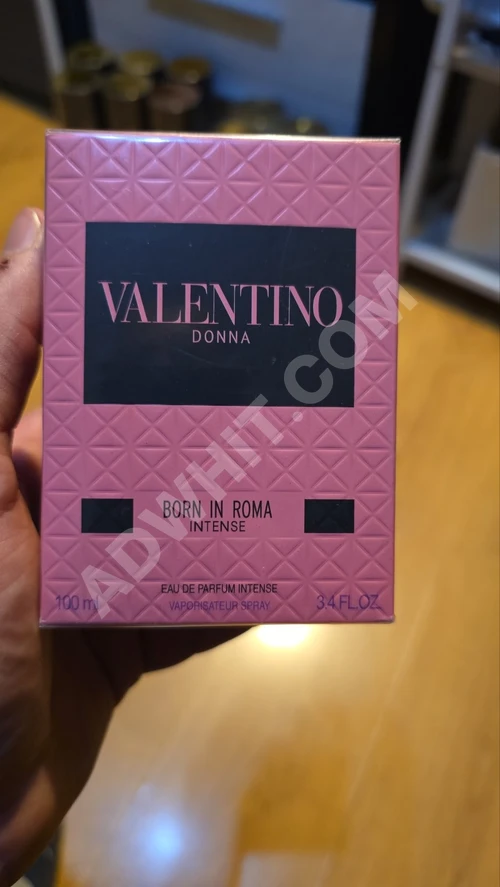 VALENTINO
DONNA
BORN IN ROMA
INTENSE
EAU DE PARFUM INTENSE
100 ml VAPORISATEUR SPRAY 3.4 FL.OZ.
ADWHIT.COM